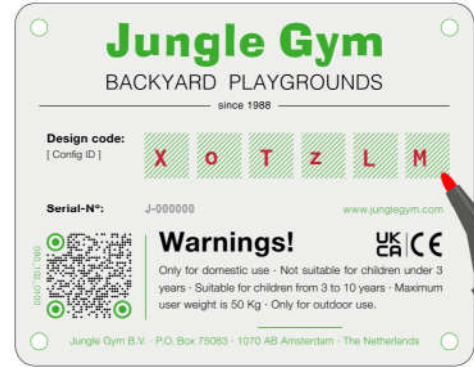 Jungle Gym
BACKYARD PLAYGROUNDS
since 1988
Design code:
[ Config ID ]
X o T z L M
Serial-Nº: J-000000 www.junglegym.com
Warnings!
UK CA CE
Only for domestic use · Not suitable for children under 3
years · Suitable for children from 3 to 10 years · Maximum
user weight is 50 Kg · Only for outdoor use.
Jungle Gym B.V. · P.O. Box 75063 · 1070 AB Amsterdam · The Netherlands